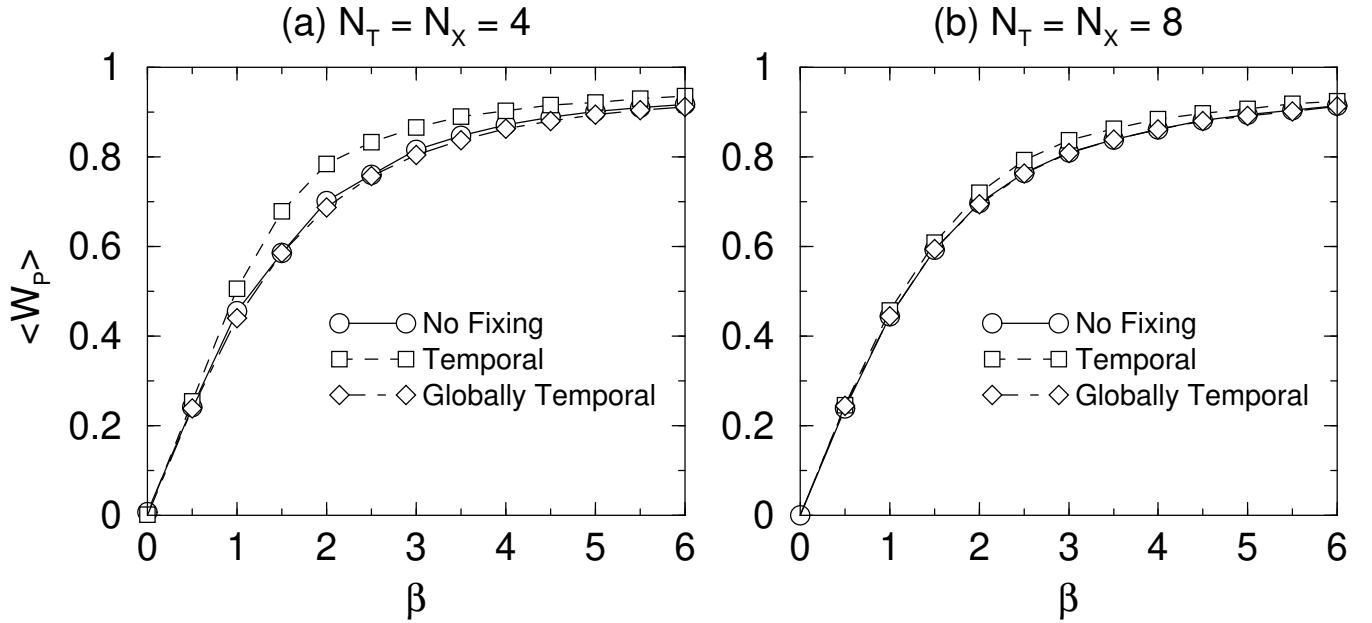 (a) N_T = N_X = 4
1
0.8
0.6
0.4
0.2
0
<W_P>
No Fixing
Temporal
Globally Temporal
0 1 2 3 4 5 6
β
(b) N_T = N_X = 8
1
0.8
0.6
0.4
0.2
0
No Fixing
Temporal
Globally Temporal
0 1 2 3 4 5 6
β